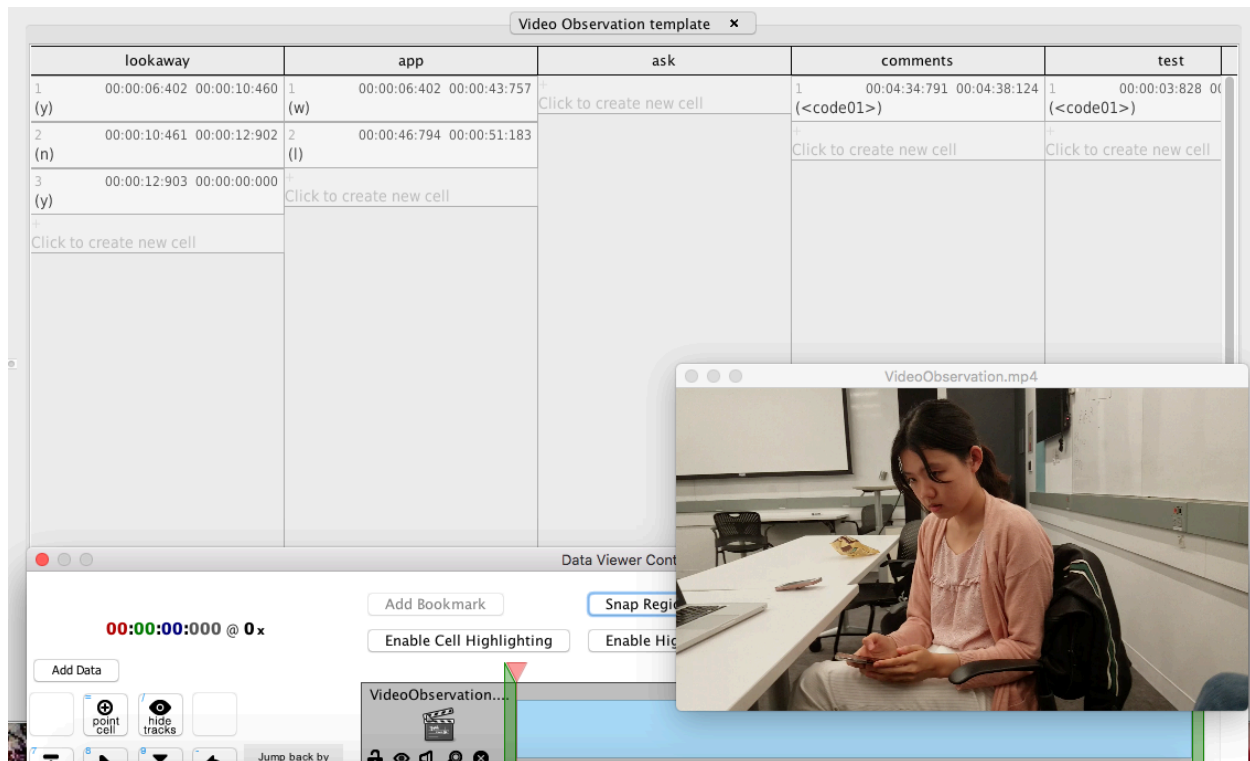 Video Observation template ×
lookaway app ask comments test
1 00:00:06:402 00:00:10:460
(y)
2 00:00:10:461 00:00:12:902
(n)
3 00:00:12:903 00:00:00:000
(y)
+
Click to create new cell
1 00:00:06:402 00:00:43:757
(w)
2 00:00:46:794 00:00:51:183
(l)
+
Click to create new cell
+
Click to create new cell
1 00:04:34:791 00:04:38:124
(<code01>)
+
Click to create new cell
1 00:00:03:828 00
(<code01>)
+
Click to create new cell
VideoObservation.mp4
Data Viewer Cont
Add Bookmark
Snap Regi
00:00:00:000 @ 0 x
Enable Cell Highlighting
Enable Hig
Add Data
VideoObservation....
= point cell
/ hide tracks
7 8 9 -
Jump back by